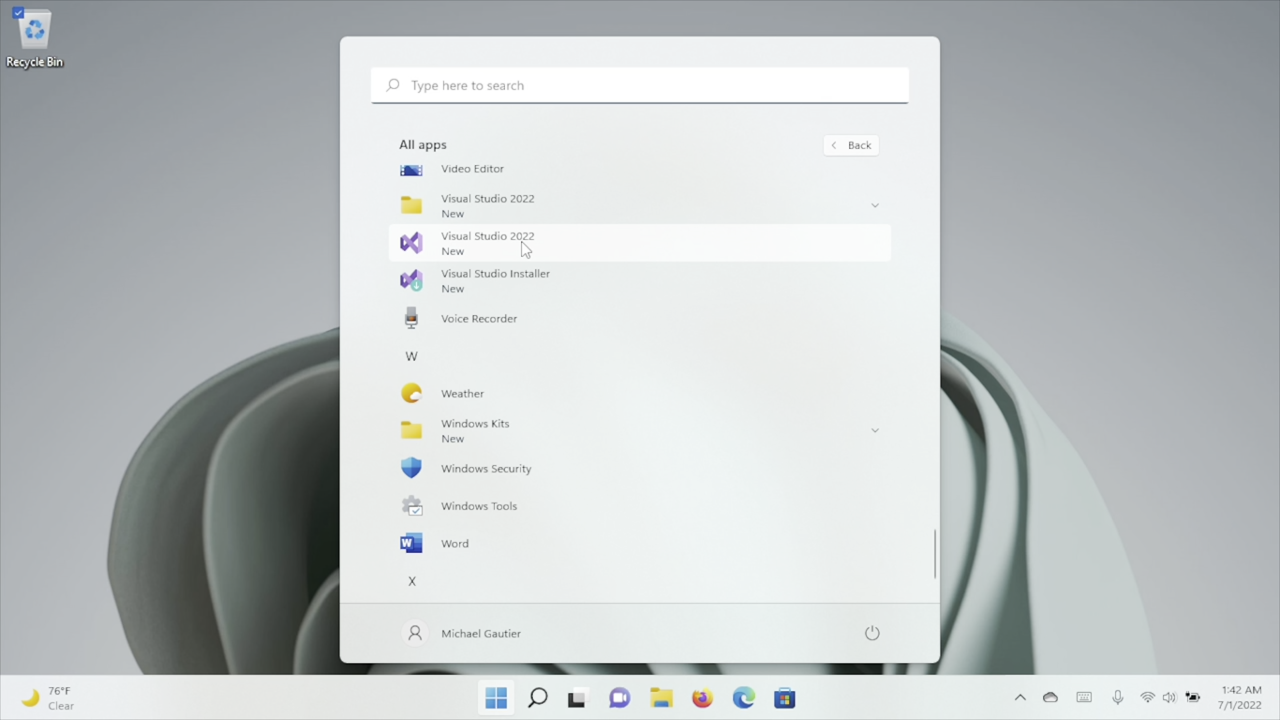 Recycle Bin
Type here to search
All apps
Back
Video Editor
Visual Studio 2022
New
Visual Studio 2022
New
Visual Studio Installer
New
Voice Recorder
W
Weather
Windows Kits
New
Windows Security
Windows Tools
Word
X
Michael Gautier
76°F
Clear
1:42 AM
7/1/2022